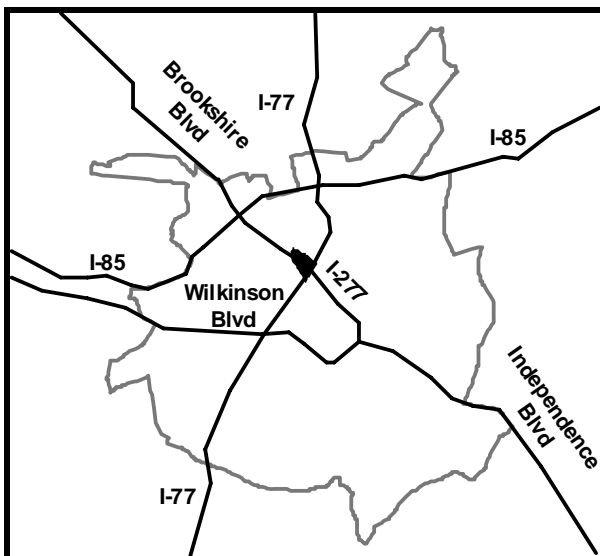 Brookshire
Blvd
I-77
I-85
I-85
I-277
Wilkinson
Blvd
Independence
Blvd
I-77